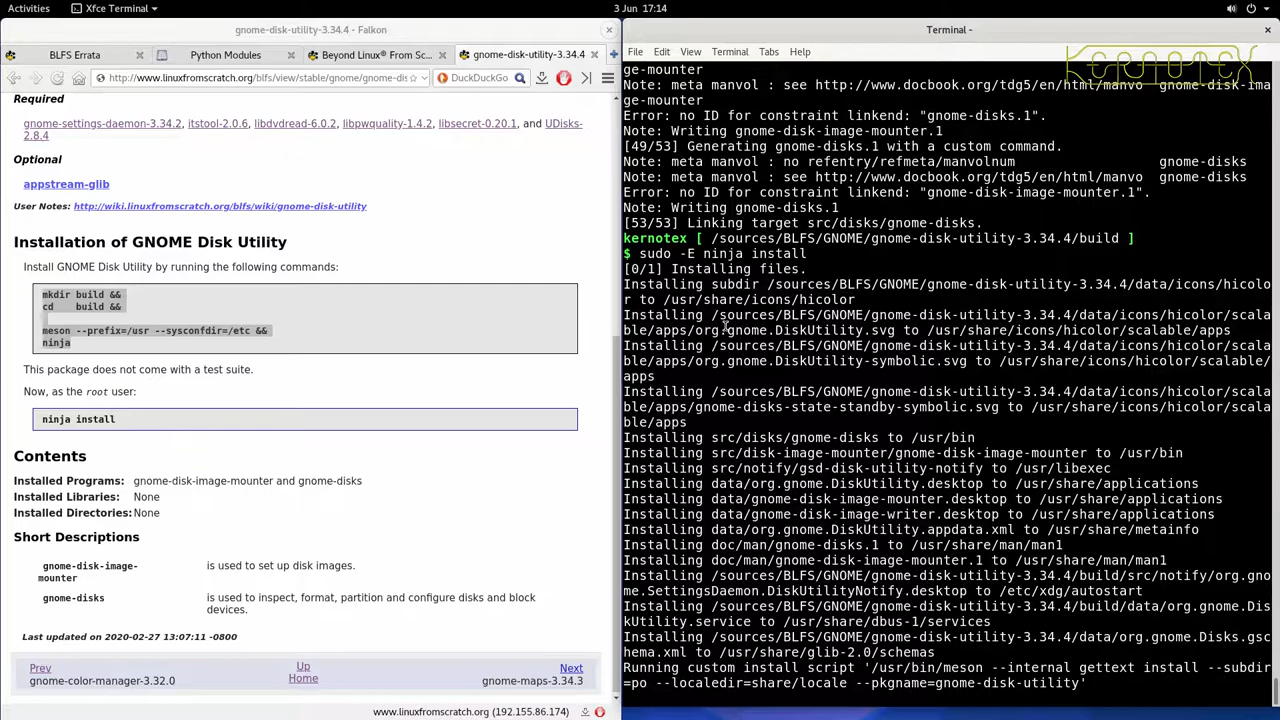 Activities
Xfce Terminal
3 Jun 17:14
gnome-disk-utility-3.34.4 - Falkon
BLFS Errata
Python Modules
Beyond Linux® From Sc...
gnome-disk-utility-3.34.4
http://www.linuxfromscratch.org/blfs/view/stable/gnome/gnome-dis
DuckDuckGo
Required
gnome-settings-daemon-3.34.2, itstool-2.0.6, libdvdread-6.0.2, libpwquality-1.4.2, libsecret-0.20.1, and UDisks-
2.8.4
Optional
appstream-glib
User Notes: http://wiki.linuxfromscratch.org/blfs/wiki/gnome-disk-utility
Installation of GNOME Disk Utility
Install GNOME Disk Utility by running the following commands:
mkdir build &&
cd    build &&
meson --prefix=/usr --sysconfdir=/etc &&
ninja
This package does not come with a test suite.
Now, as the root user:
ninja install
Contents
Installed Programs: gnome-disk-image-mounter and gnome-disks
Installed Libraries: None
Installed Directories: None
Short Descriptions
gnome-disk-image-
mounter
is used to set up disk images.
gnome-disks
is used to inspect, format, partition and configure disks and block
devices.
Last updated on 2020-02-27 13:07:11 -0800
Prev
gnome-color-manager-3.32.0
Up
Home
Next
gnome-maps-3.34.3
www.linuxfromscratch.org (192.155.86.174)
Terminal -
File Edit View Terminal Tabs Help
KERNOTEX
ge-mounter
Note: meta manvol : see http://www.docbook.org/tdg5/en/html/manvo  gnome-disk-ima
ge-mounter
Error: no ID for constraint linkend: "gnome-disks.1".
Note: Writing gnome-disk-image-mounter.1
[49/53] Generating gnome-disks.1 with a custom command.
Note: meta manvol : no refentry/refmeta/manvolnum                  gnome-disks
Note: meta manvol : see http://www.docbook.org/tdg5/en/html/manvo  gnome-disks
Error: no ID for constraint linkend: "gnome-disk-image-mounter.1".
Note: Writing gnome-disks.1
[53/53] Linking target src/disks/gnome-disks.
kernotex [ /sources/BLFS/GNOME/gnome-disk-utility-3.34.4/build ]
$ sudo -E ninja install
[0/1] Installing files.
Installing subdir /sources/BLFS/GNOME/gnome-disk-utility-3.34.4/data/icons/hicolo
r to /usr/share/icons/hicolor
Installing /sources/BLFS/GNOME/gnome-disk-utility-3.34.4/data/icons/hicolor/scala
ble/apps/org.gnome.DiskUtility.svg to /usr/share/icons/hicolor/scalable/apps
Installing /sources/BLFS/GNOME/gnome-disk-utility-3.34.4/data/icons/hicolor/scala
ble/apps/org.gnome.DiskUtility-symbolic.svg to /usr/share/icons/hicolor/scalable/
apps
Installing /sources/BLFS/GNOME/gnome-disk-utility-3.34.4/data/icons/hicolor/scala
ble/apps/gnome-disks-state-standby-symbolic.svg to /usr/share/icons/hicolor/scala
ble/apps
Installing src/disks/gnome-disks to /usr/bin
Installing src/disk-image-mounter/gnome-disk-image-mounter to /usr/bin
Installing src/notify/gsd-disk-utility-notify to /usr/libexec
Installing data/org.gnome.DiskUtility.desktop to /usr/share/applications
Installing data/gnome-disk-image-mounter.desktop to /usr/share/applications
Installing data/gnome-disk-image-writer.desktop to /usr/share/applications
Installing data/org.gnome.DiskUtility.appdata.xml to /usr/share/metainfo
Installing doc/man/gnome-disks.1 to /usr/share/man/man1
Installing doc/man/gnome-disk-image-mounter.1 to /usr/share/man/man1
Installing /sources/BLFS/GNOME/gnome-disk-utility-3.34.4/build/src/notify/org.gno
me.SettingsDaemon.DiskUtilityNotify.desktop to /etc/xdg/autostart
Installing /sources/BLFS/GNOME/gnome-disk-utility-3.34.4/build/data/org.gnome.Dis
kUtility.service to /usr/share/dbus-1/services
Installing /sources/BLFS/GNOME/gnome-disk-utility-3.34.4/data/org.gnome.Disks.gsc
hema.xml to /usr/share/glib-2.0/schemas
Running custom install script '/usr/bin/meson --internal gettext install --subdir
=po --localedir=share/locale --pkgname=gnome-disk-utility'